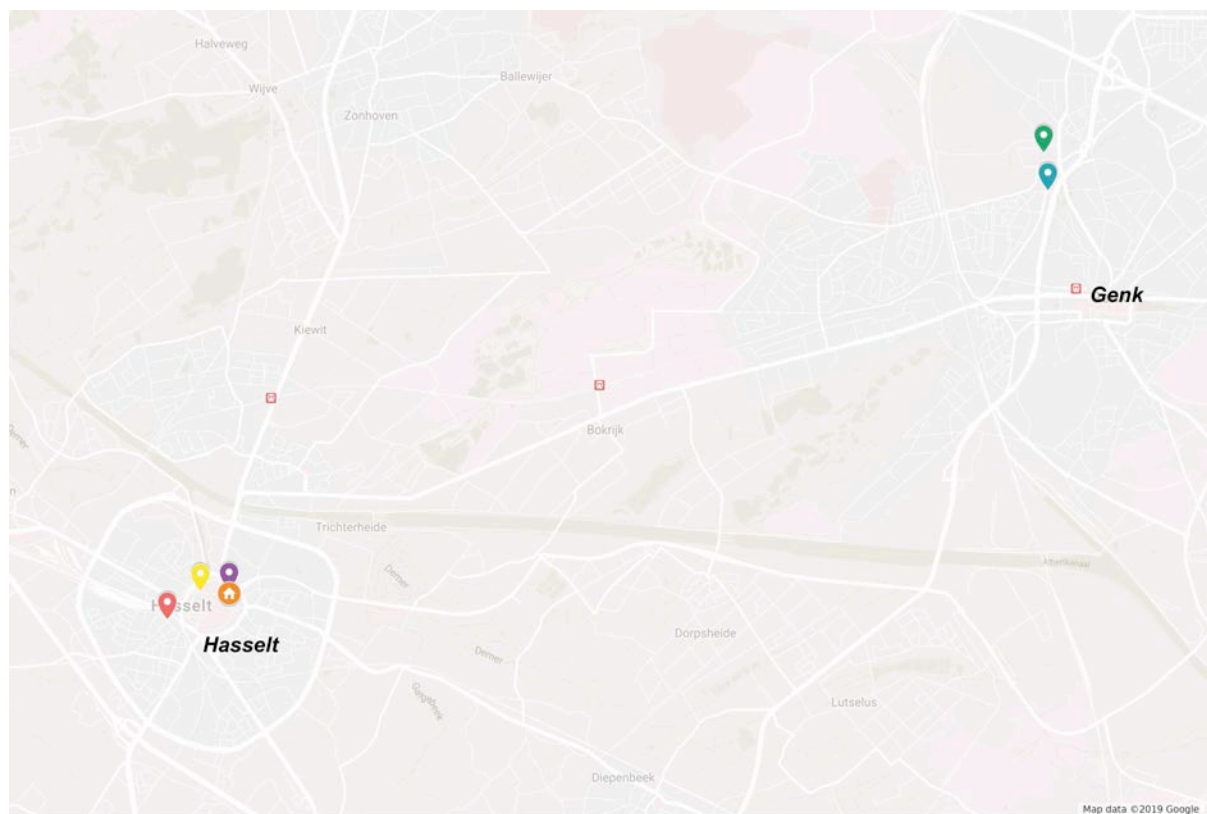 Halveweg
Ballewijer
Wijve
Zonhoven
Genk
Kiewit
Bokrijk
Demer
Trichterheide
Albertkanaal
Demer
Hasselt
Hasselt
Dorpsheide
Demer
Lutselus
Diepenbeek
Map data ©2019 Google